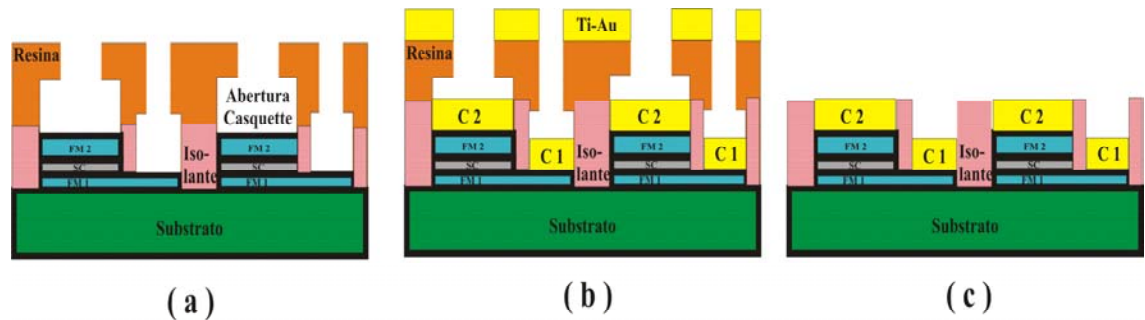 Resina
Abertura
Casquette
FM 2
SC
FM 1
Iso-
lante
FM 2
SC
FM 1
Substrato
( a )
Ti-Au
Resina
C 2
C 1
FM 2
SC
FM 1
Iso-
lante
C 2
C 1
FM 2
SC
FM 1
Substrato
( b )
C 2
C 1
FM 2
SC
FM 1
Iso-
lante
C 2
C 1
FM 2
SC
FM 1
Substrato
( c )